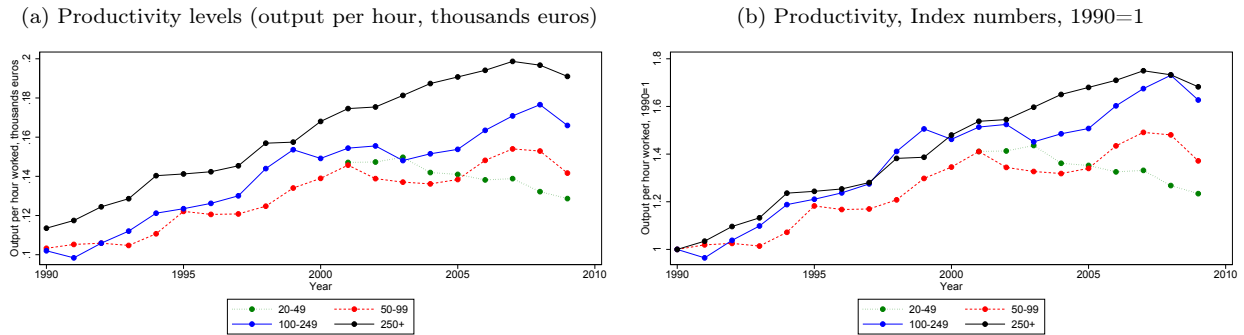 (a) Productivity levels (output per hour, thousands euros)
Output per hour worked, thousands euros
.1 .12 .14 .16 .18 .2
1990 1995 2000 2005 2010
Year
20-49 50-99
100-249 250+
(b) Productivity, Index numbers, 1990=1
Output per hour worked, 1990=1
1 1.2 1.4 1.6 1.8
1990 1995 2000 2005 2010
Year
20-49 50-99
100-249 250+